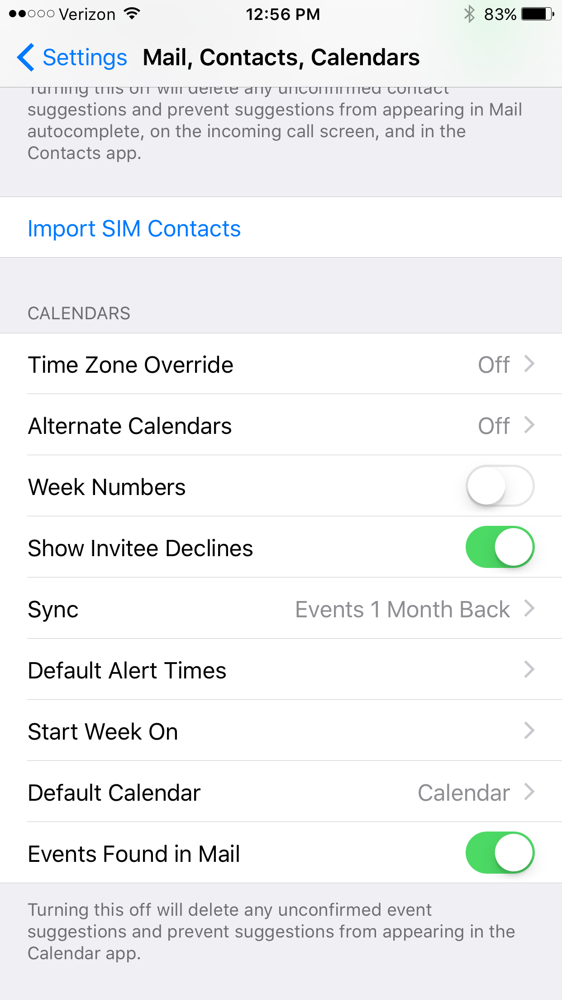 Verizon 12:56 PM 83%
Settings Mail, Contacts, Calendars
Turning this off will delete any unconfirmed contact
suggestions and prevent suggestions from appearing in Mail
autocomplete, on the incoming call screen, and in the
Contacts app.
Import SIM Contacts
CALENDARS
Time Zone Override Off
Alternate Calendars Off
Week Numbers
Show Invitee Declines
Sync Events 1 Month Back
Default Alert Times
Start Week On
Default Calendar Calendar
Events Found in Mail
Turning this off will delete any unconfirmed event
suggestions and prevent suggestions from appearing in the
Calendar app.